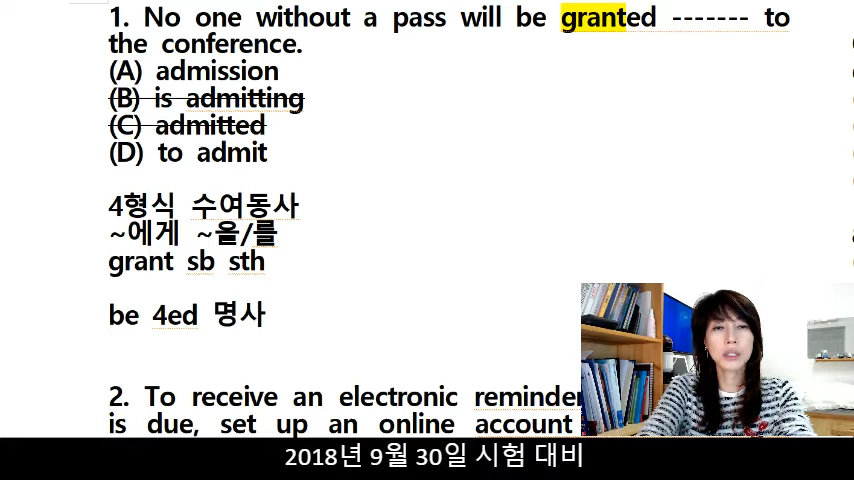 1. No one without a pass will be granted ------- to
the conference.
(A) admission
(B) is admitting
(C) admitted
(D) to admit
4형식 수여동사
~에게 ~을/를
grant sb sth
be 4ed 명사
2. To receive an electronic reminder
is due, set up an online account
2018년 9월 30일 시험 대비